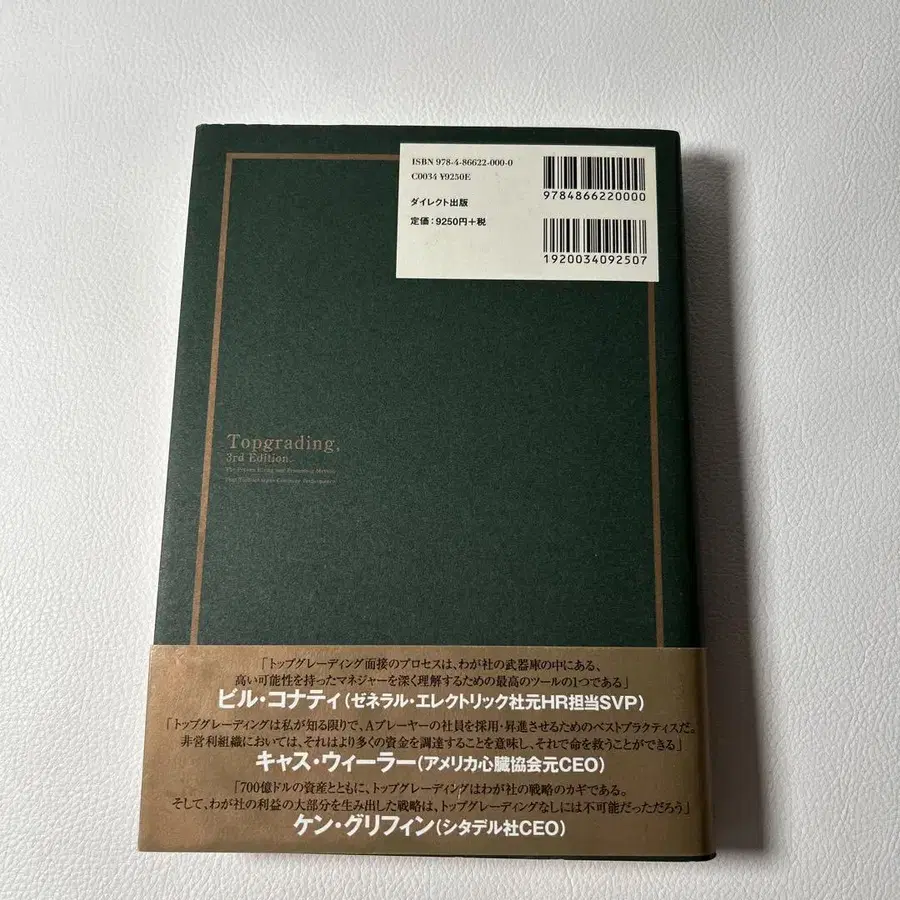 ISBN 978-4-86622-000-0
C0034 ¥9250E
ダイレクト出版
定価：9250円＋税
9784866220000
1920034092507
Topgrading,
3rd Edition:
The Proven Hiring and Promoting Method
That Turbocharges Company Performance
「トップグレーディング面接のプロセスは、わが社の武器庫の中にある、
高い可能性を持ったマネジャーを深く理解するための最高のツールの1つである」
ビル・コナティ（ゼネラル・エレクトリック社元HR担当SVP）
「トップグレーディングは私が知る限りで、Aプレーヤーの社員を採用・昇進させるためのベストプラクティスだ。
非営利組織においては、それはより多くの資金を調達することを意味し、それで命を救うことができる」
キャス・ウィーラー（アメリカ心臓協会元CEO）
「700億ドルの資産とともに、トップグレーディングはわが社の戦略のカギである。
そして、わが社の利益の大部分を生み出した戦略は、トップグレーディングなしには不可能だっただろう」
ケン・グリフィン（シタデル社CEO）